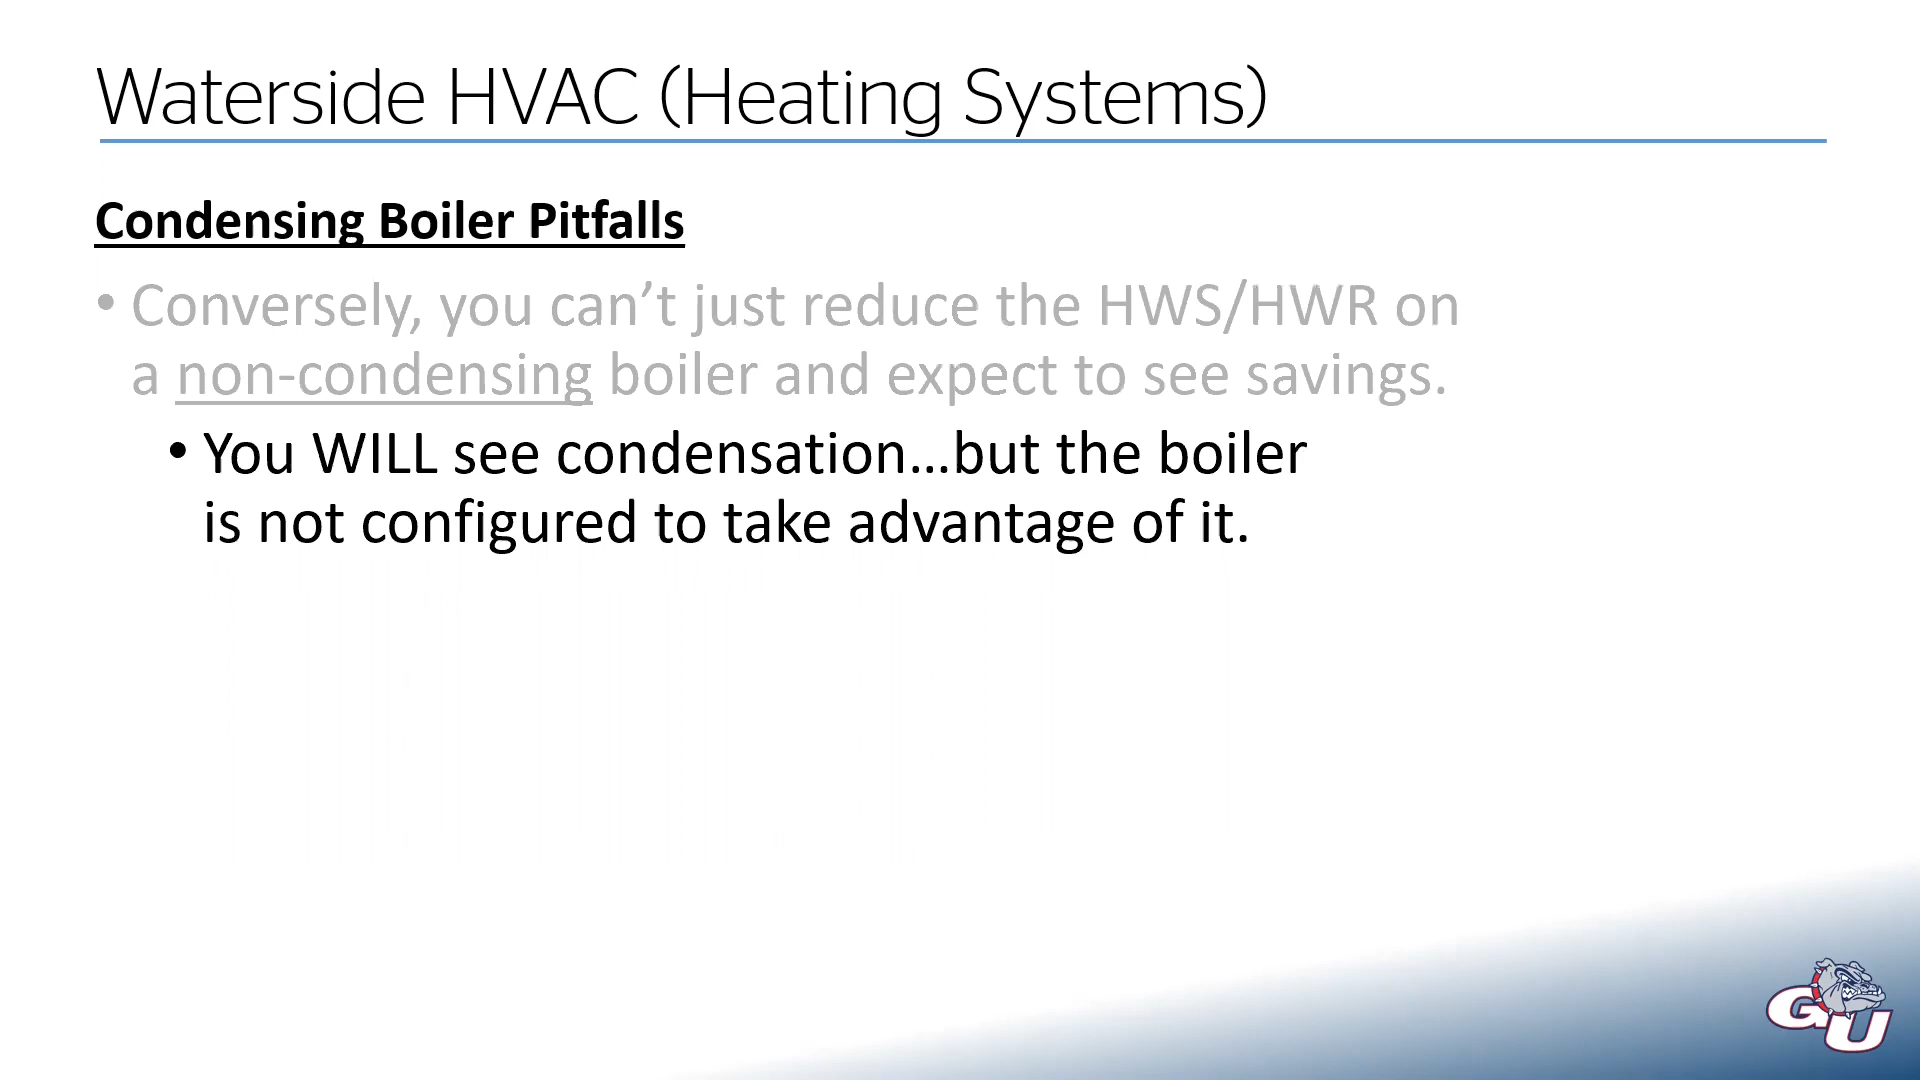 Waterside HVAC (Heating Systems)
Condensing Boiler Pitfalls
• Conversely, you can’t just reduce the HWS/HWR on
a non-condensing boiler and expect to see savings.
• You WILL see condensation…but the boiler
is not configured to take advantage of it.
GU